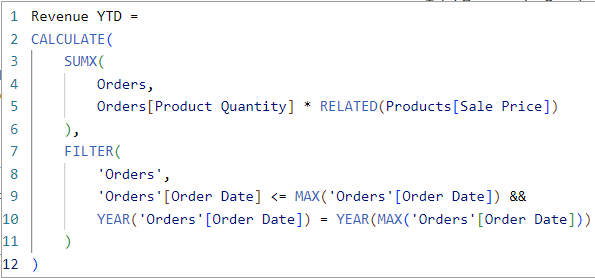 1 Revenue YTD =
2 CALCULATE(
3 SUMX(
4 Orders,
5 Orders[Product Quantity] * RELATED(Products[Sale Price])
6 ),
7 FILTER(
8 'Orders',
9 'Orders'[Order Date] <= MAX('Orders'[Order Date]) &&
10 YEAR('Orders'[Order Date]) = YEAR(MAX('Orders'[Order Date]))
11 )
12 )